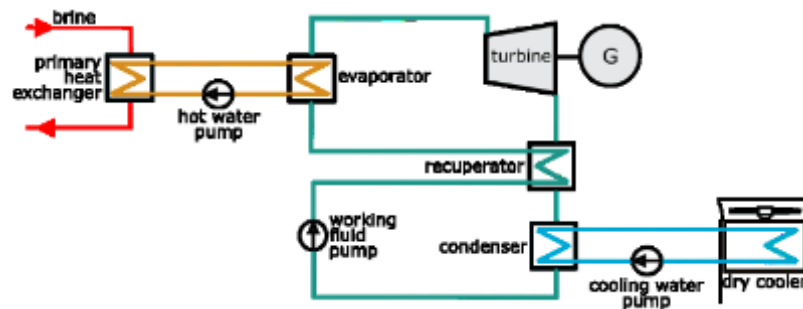 brine
primary
heat
exchanger
hot water
pump
evaporator
turbine
G
recuperator
working
fluid
pump
condenser
cooling water
pump
dry cooler